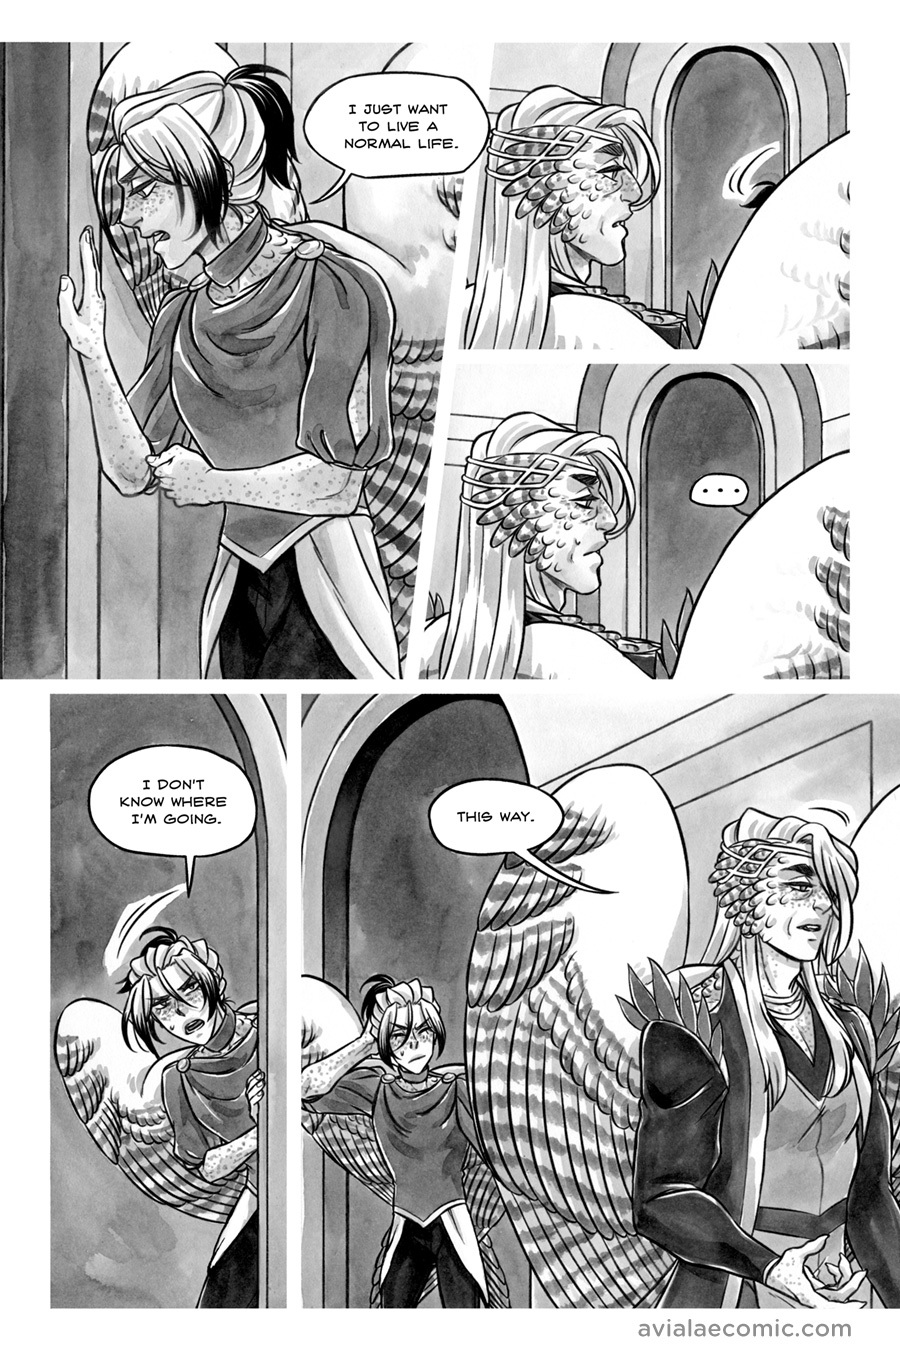 I JUST WANT
TO LIVE A
NORMAL LIFE.
...
I DON'T
KNOW WHERE
I'M GOING.
THIS WAY.
avialaecomic.com